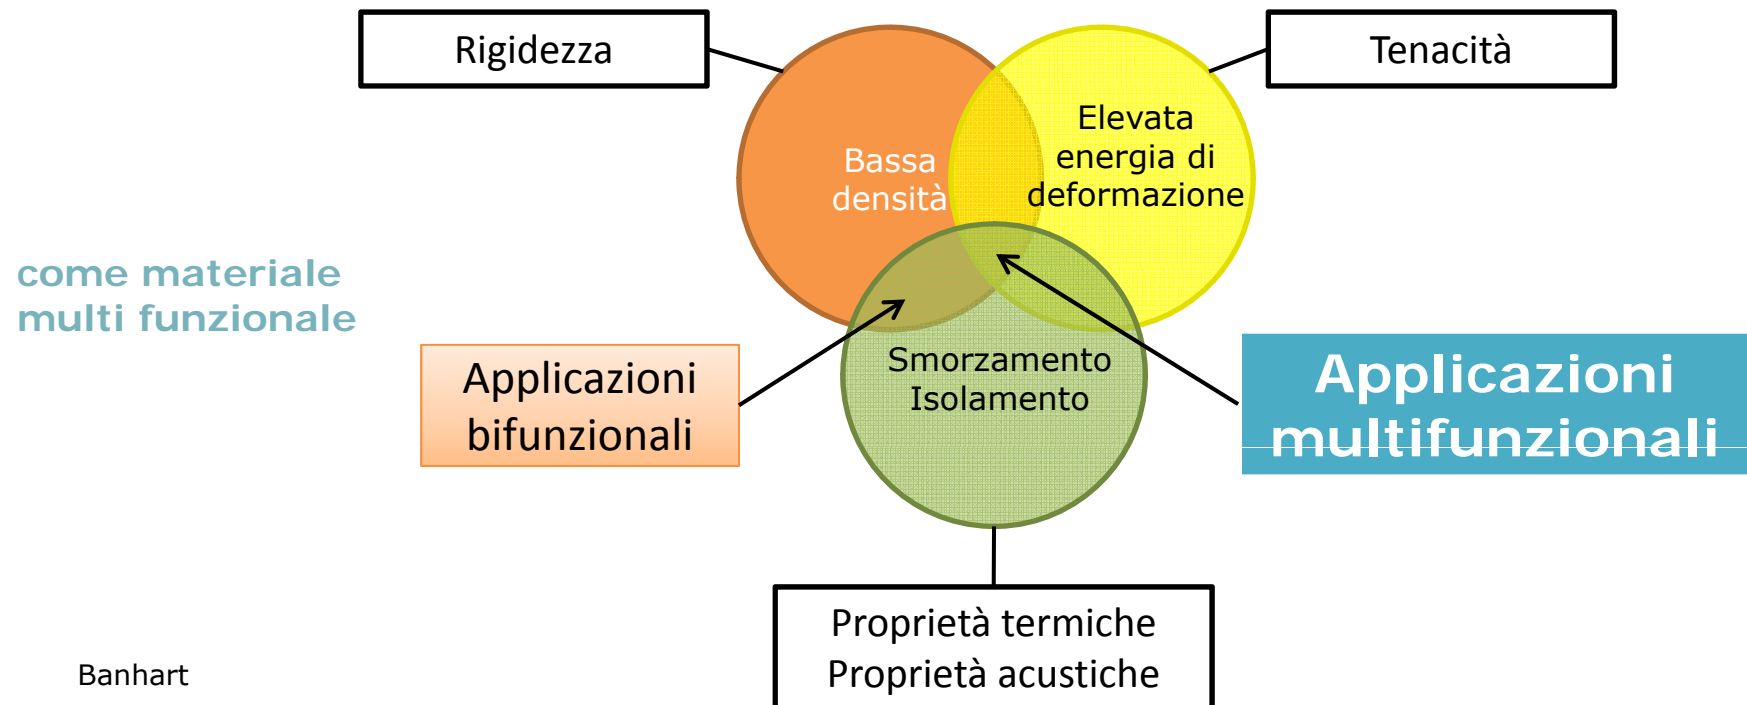 Rigidezza
Tenacità
Elevata
energia di
deformazione
Bassa
densità
come materiale
multi funzionale
Smorzamento
Isolamento
Applicazioni
bifunzionali
Applicazioni
multifunzionali
Proprietà termiche
Proprietà acustiche
Banhart